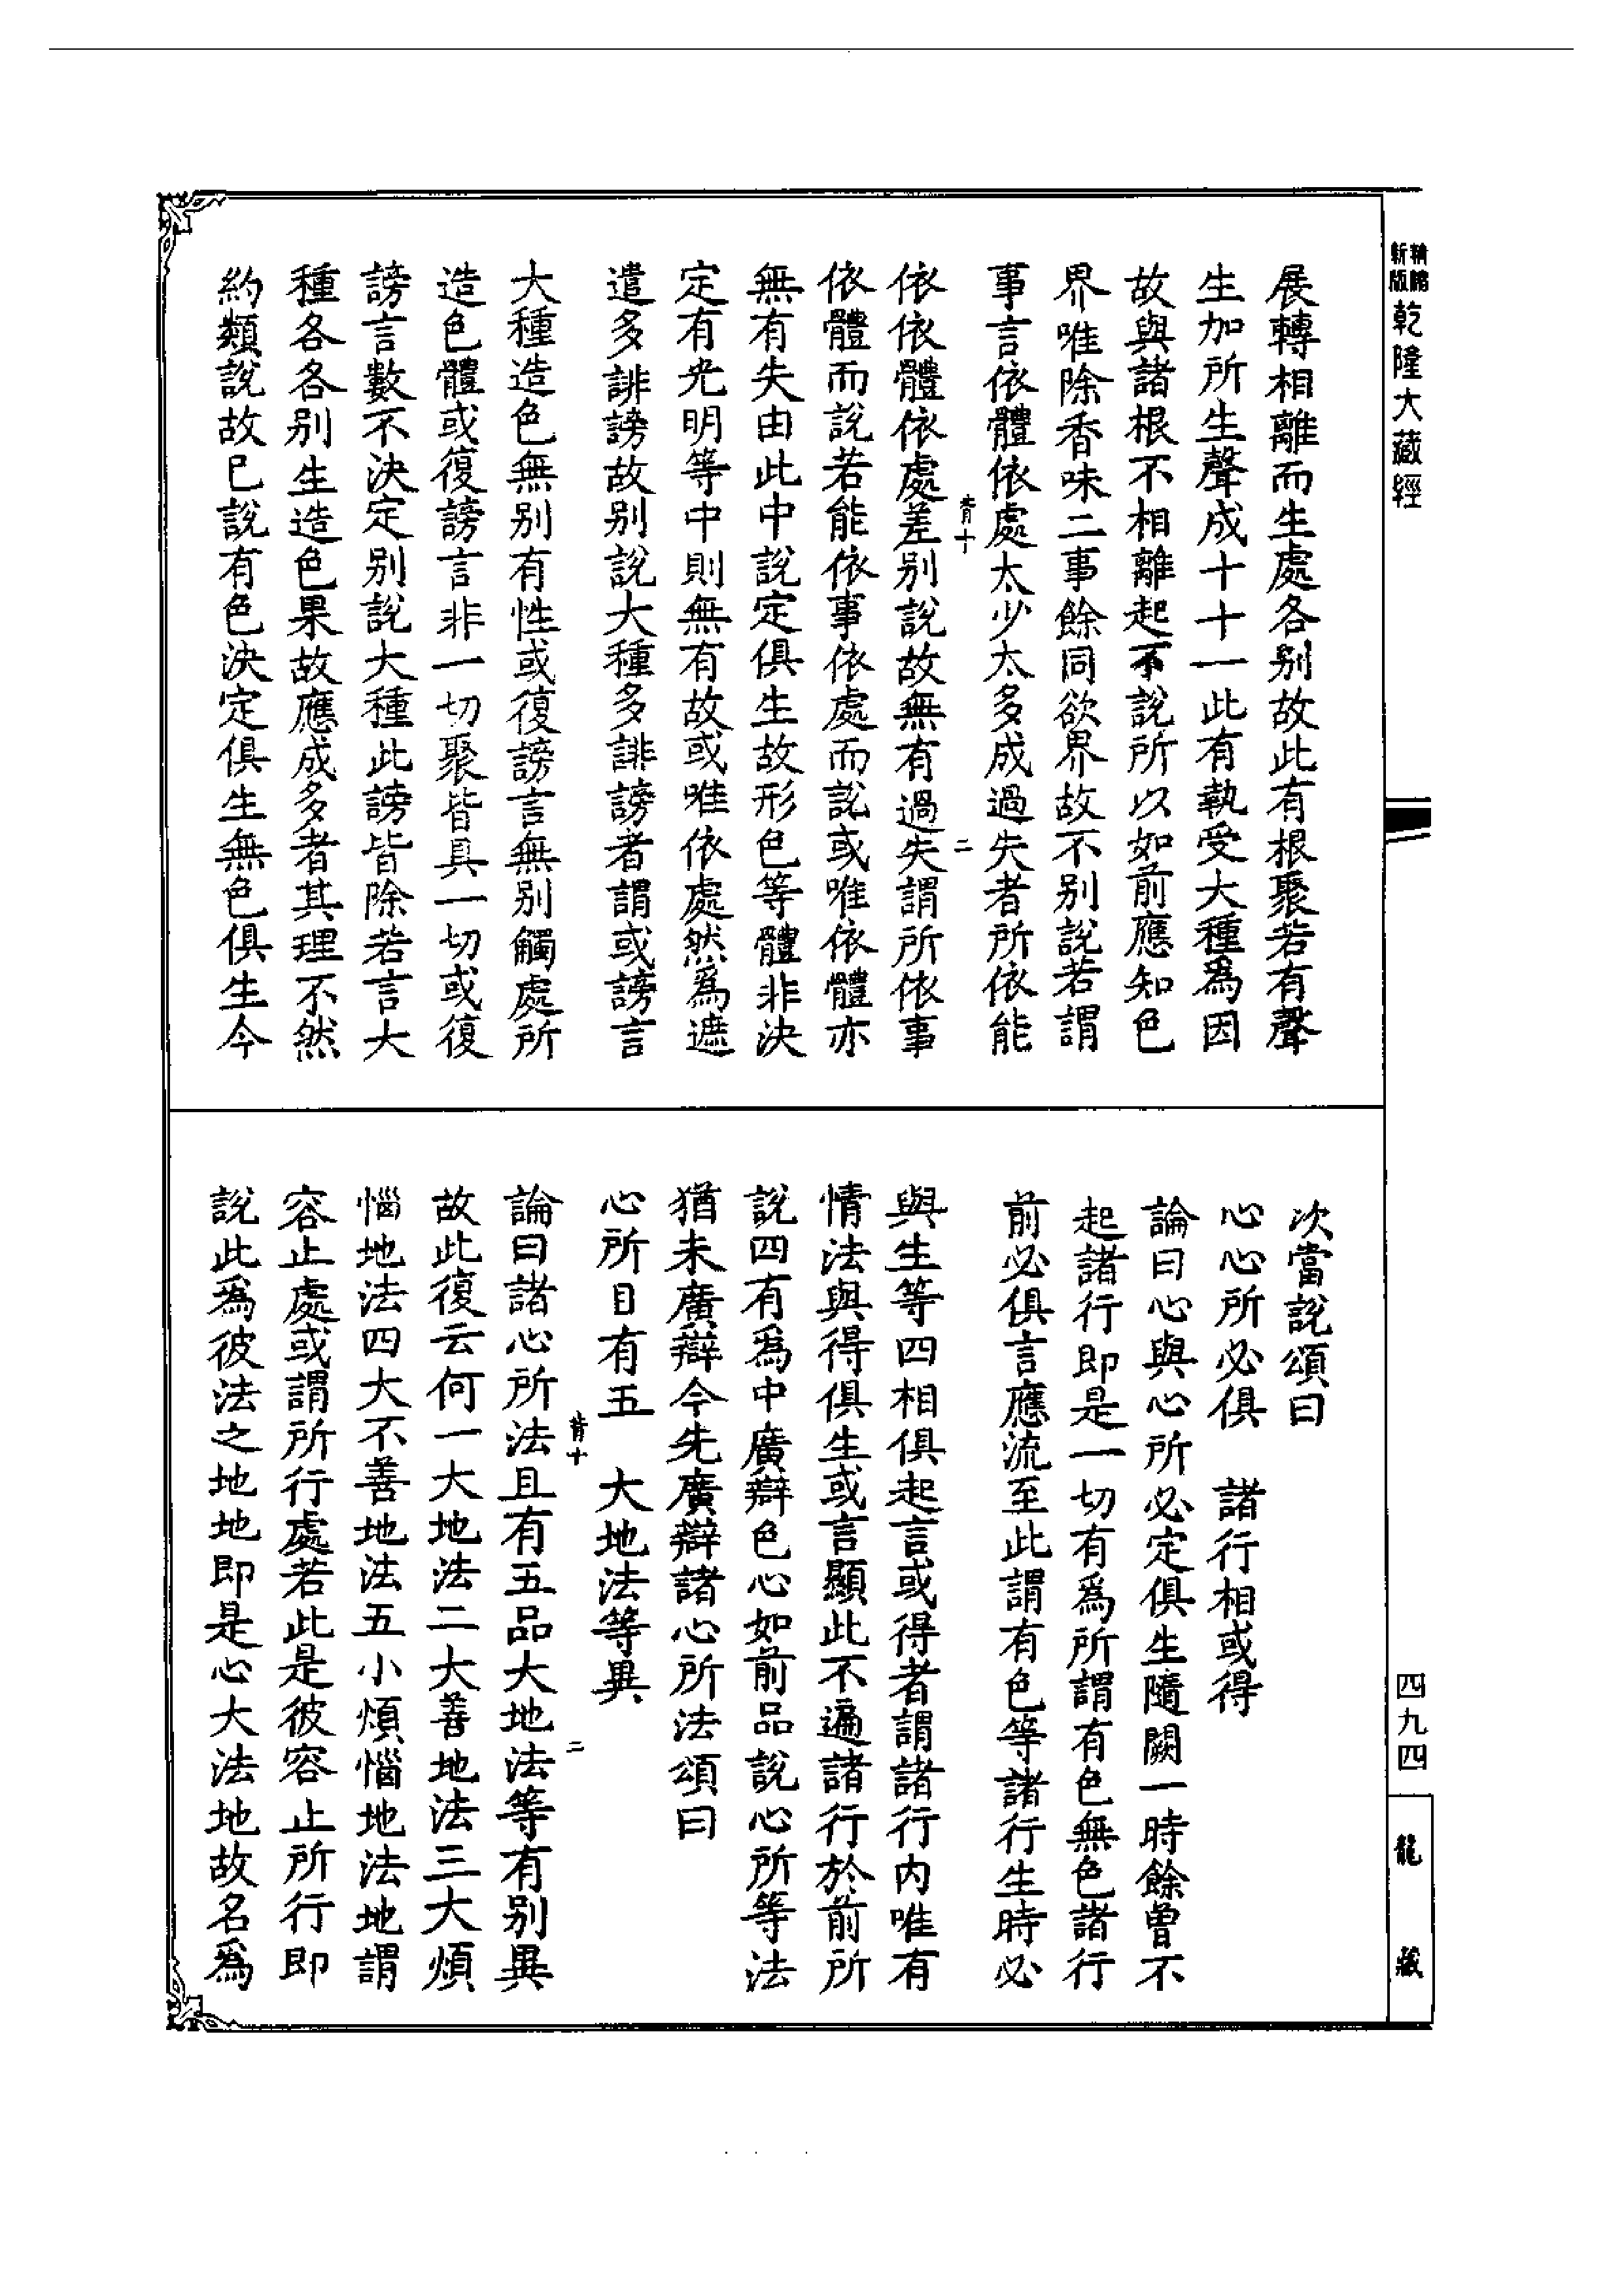 新版
精縮
乾隆大藏經
展轉相離而生處各别故此有根聚若有聲
生加所生聲成十十一此有執受大種爲因
故與諸根不相離起不說所以如前應知色
界唯除香味二事餘同欲界故不别說若謂
事言依體依處太少太多成過失者所依能
依依體依處差别說故無有過失謂所依事
依體而說若能依事依處而說或唯依體亦
無有失由此中說定俱生故形色等體非決
定有光明等中則無有故或唯依處然爲遮
遣多誹謗故别說大種多誹謗者謂或謗言
大種造色無别有性或復謗言無别觸處所
造色體或復謗言非一切聚皆具一切或復
謗言數不決定别說大種此謗皆除若言大
種各各别生造色果故應成多者其理不然
約類說故已說有色決定俱生無色俱生今
次當說頌曰
心心所必俱　諸行相或得
論曰心與心所必定俱生隨闕一時餘曾不
起諸行即是一切有爲所謂有色無色諸行
前必俱言應流至此謂有色等諸行生時必
與生等四相俱起言或得者謂諸行内唯有
情法與得俱生或言顯此不遍諸行於前所
說四有爲中廣辯色心如前品說心所等法
猶未廣辯今先廣辯諸心所法頌曰
心所且有五　大地法等異
論曰諸心所法且有五品大地法等有别異
故此復云何一大地法二大善地法三大煩
惱地法四大不善地法五小煩惱地法地謂
容止處或謂所行處若此是彼容止所行即
說此爲彼法之地地即是心大法地故名爲
肯十
二
肯十
二
四九四
龍藏